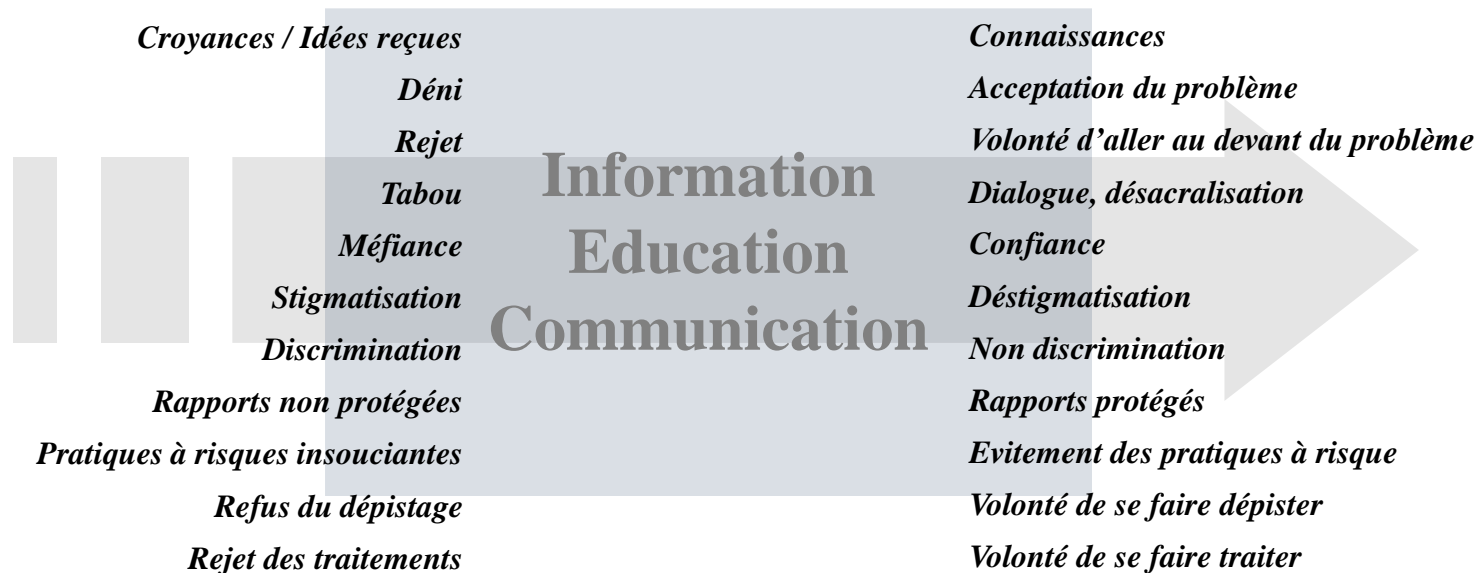 Croyances / Idées reçues
Déni
Rejet
Tabou
Méfiance
Stigmatisation
Discrimination
Rapports non protégées
Pratiques à risques insouciantes
Refus du dépistage
Rejet des traitements
Information
Education
Communication
Connaissances
Acceptation du problème
Volonté d’aller au devant du problème
Dialogue, désacralisation
Confiance
Déstigmatisation
Non discrimination
Rapports protégés
Evitement des pratiques à risque
Volonté de se faire dépister
Volonté de se faire traiter